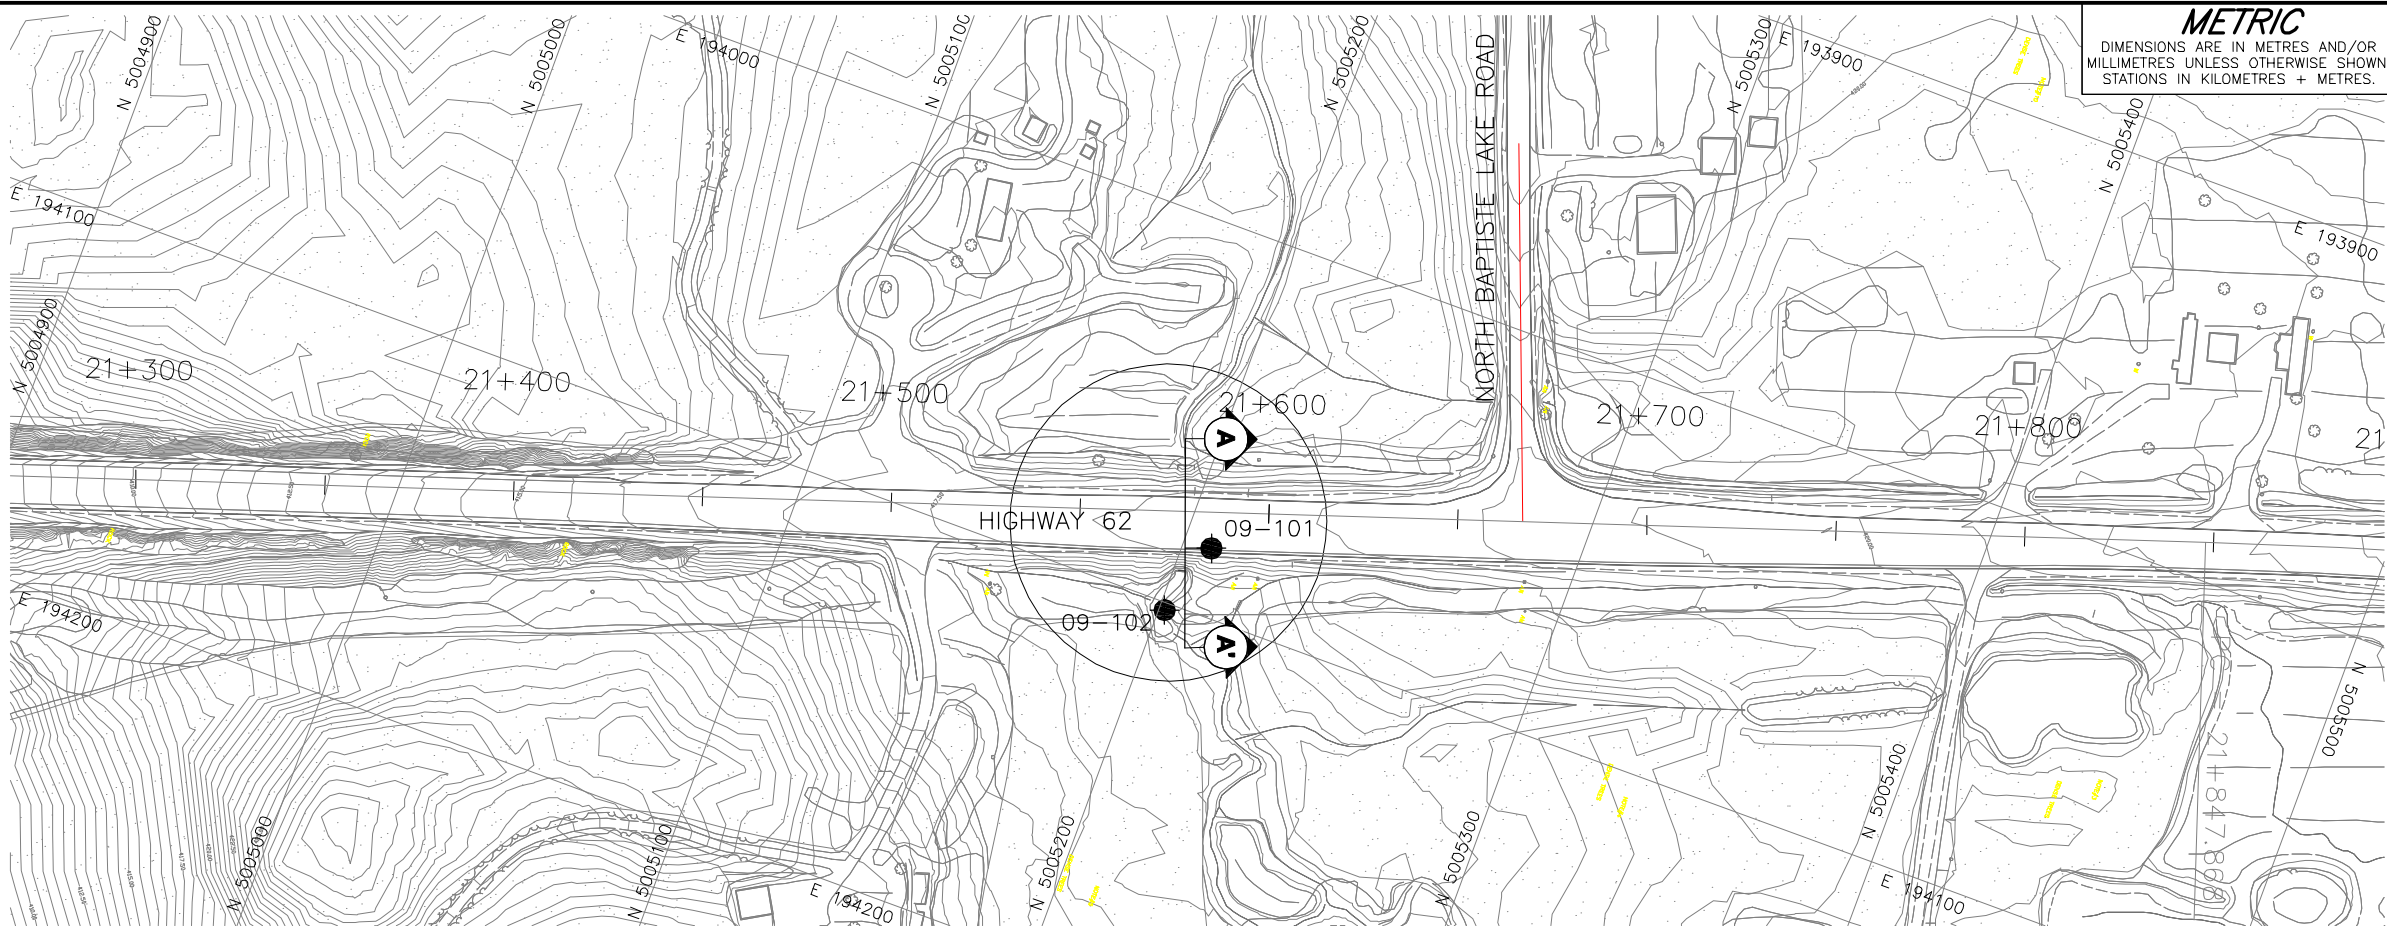 METRIC
DIMENSIONS ARE IN METRES AND/OR
MILLIMETRES UNLESS OTHERWISE SHOWN
STATIONS IN KILOMETRES + METRES.
N 5004900
N 5005000
E 194000
N 5005100
N 5005200
NORTH BAPTISTE LAKE ROAD
N 5005300
E 193900
N 5005400
E 194100
E 193900
N 5004900
21+300
21+400
21+500
21+600
21+700
21+800
21
A
HIGHWAY 62
09-101
09-102
A'
E 194200
N 5005000
N 5005100
E 194200
N 5005200
N 5005300
N 5005400
E 194100
N 5005500